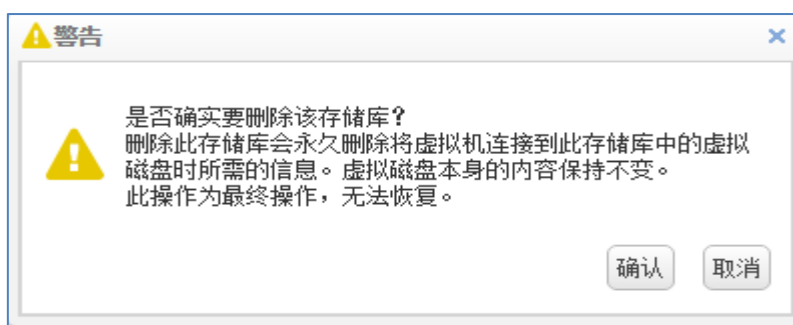 警告
是否确实要删除该存储库?
删除此存储库会永久删除将虚拟机连接到此存储库中的虚拟
磁盘时所需的信息。虚拟磁盘本身的内容保持不变。
此操作为最终操作，无法恢复。
确认 取消